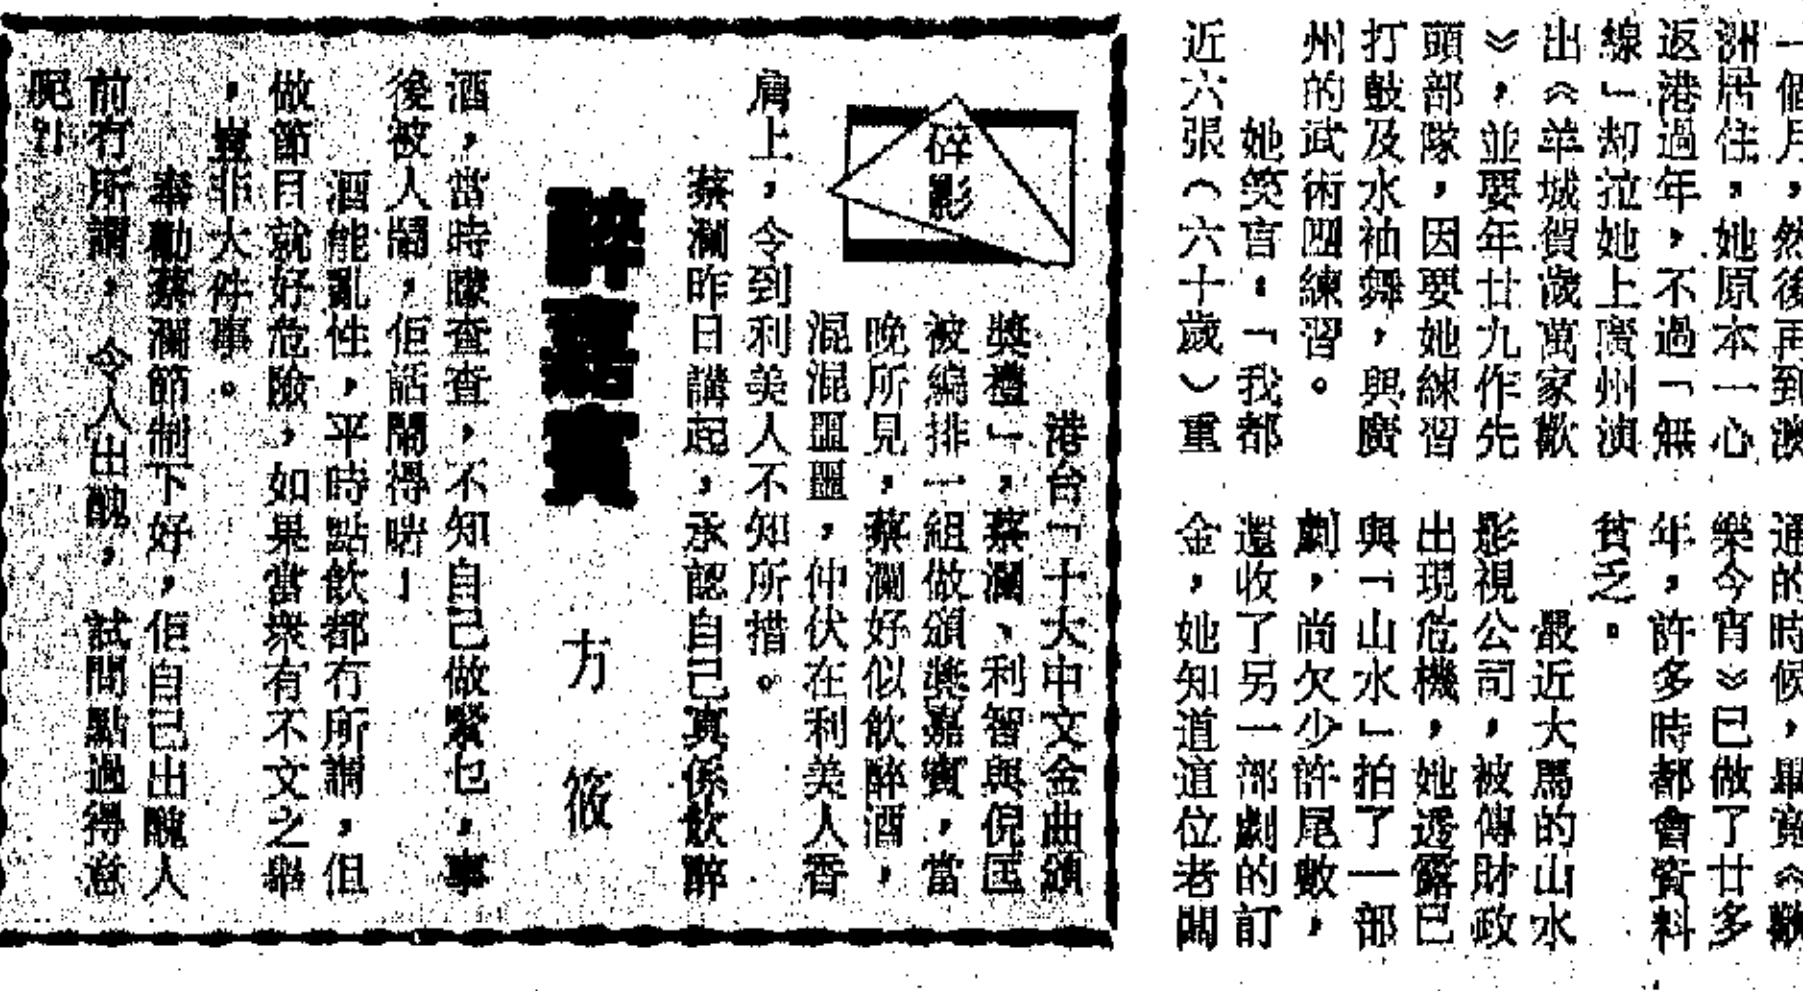 一個月，然後再到澳
洲居住，她原本一心
返港過年，不過「無
線」却拉她上廣州演
出《羊城賀歲萬家歡
》，並要年廿九作先
頭部隊，因要她練習
打鼓及水袖舞，與廣
州的武術團練習。
她笑言：「我都
近六張（六十歲）重
通的時候，畢竟《歡
樂今宵》已做了廿多
年，許多時都會資料
貧乏。
最近大馬的山水
影視公司，被傳財政
出現危機，她透露已
與「山水」拍了一部
劇，尚欠少許尾數，
還收了另一部劇的訂
金，她知道這位老闆
碎影
醉嘉賓
方筱
港台「十大中文金曲頒
獎禮」，蔡瀾、利智與倪匡
被編排一組做頒獎嘉賓，當
晚所見，蔡瀾好似飲醉酒，
混混噩噩，仲伏在利美人香
肩上，令到利美人不知所措。
蔡瀾昨日講起，承認自己真係飲醉
酒，當時矇查查，不知自己做緊乜，事
後被人鬧，佢話鬧得啱！
酒能亂性，平時點飲都冇所謂，但
做節目就好危險，如果當衆有不文之舉
，豈非大件事。
奉勸蔡瀾節制下好，佢自己出醜人
前冇所謂，令人出醜，試問點過得意
呢?!